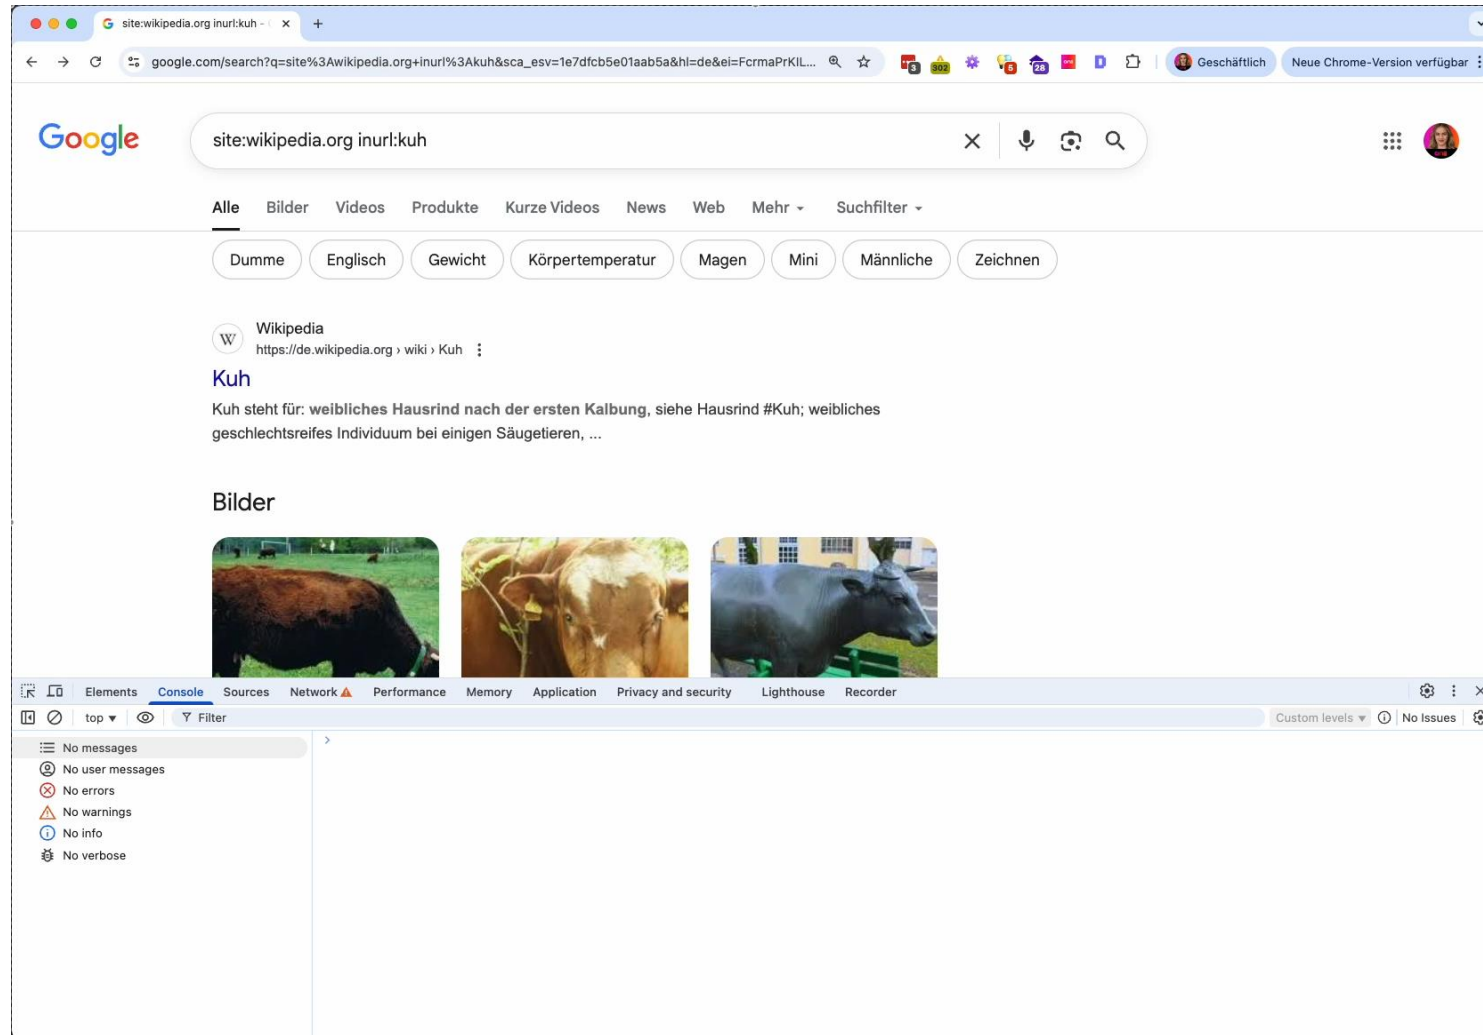 site:wikipedia.org inurl:kuh -
google.com/search?q=site%3Awikipedia.org+inurl%3Akuh&sca_esv=1e7dfcb5e01aab5a&hl=de&ei=FcrmaPrKIL...
3
302
5
28
D
Geschäftlich
Neue Chrome-Version verfügbar
Google
site:wikipedia.org inurl:kuh
Alle Bilder Videos Produkte Kurze Videos News Web Mehr Suchfilter
Dumme Englisch Gewicht Körpertemperatur Magen Mini Männliche Zeichnen
W
Wikipedia
https://de.wikipedia.org › wiki › Kuh
Kuh
Kuh steht für: weibliches Hausrind nach der ersten Kalbung, siehe Hausrind #Kuh; weibliches
geschlechtsreifes Individuum bei einigen Säugetieren, ...
Bilder
Elements Console Sources Network Performance Memory Application Privacy and security Lighthouse Recorder
top Filter Custom levels No Issues
No messages
No user messages
No errors
No warnings
No info
No verbose